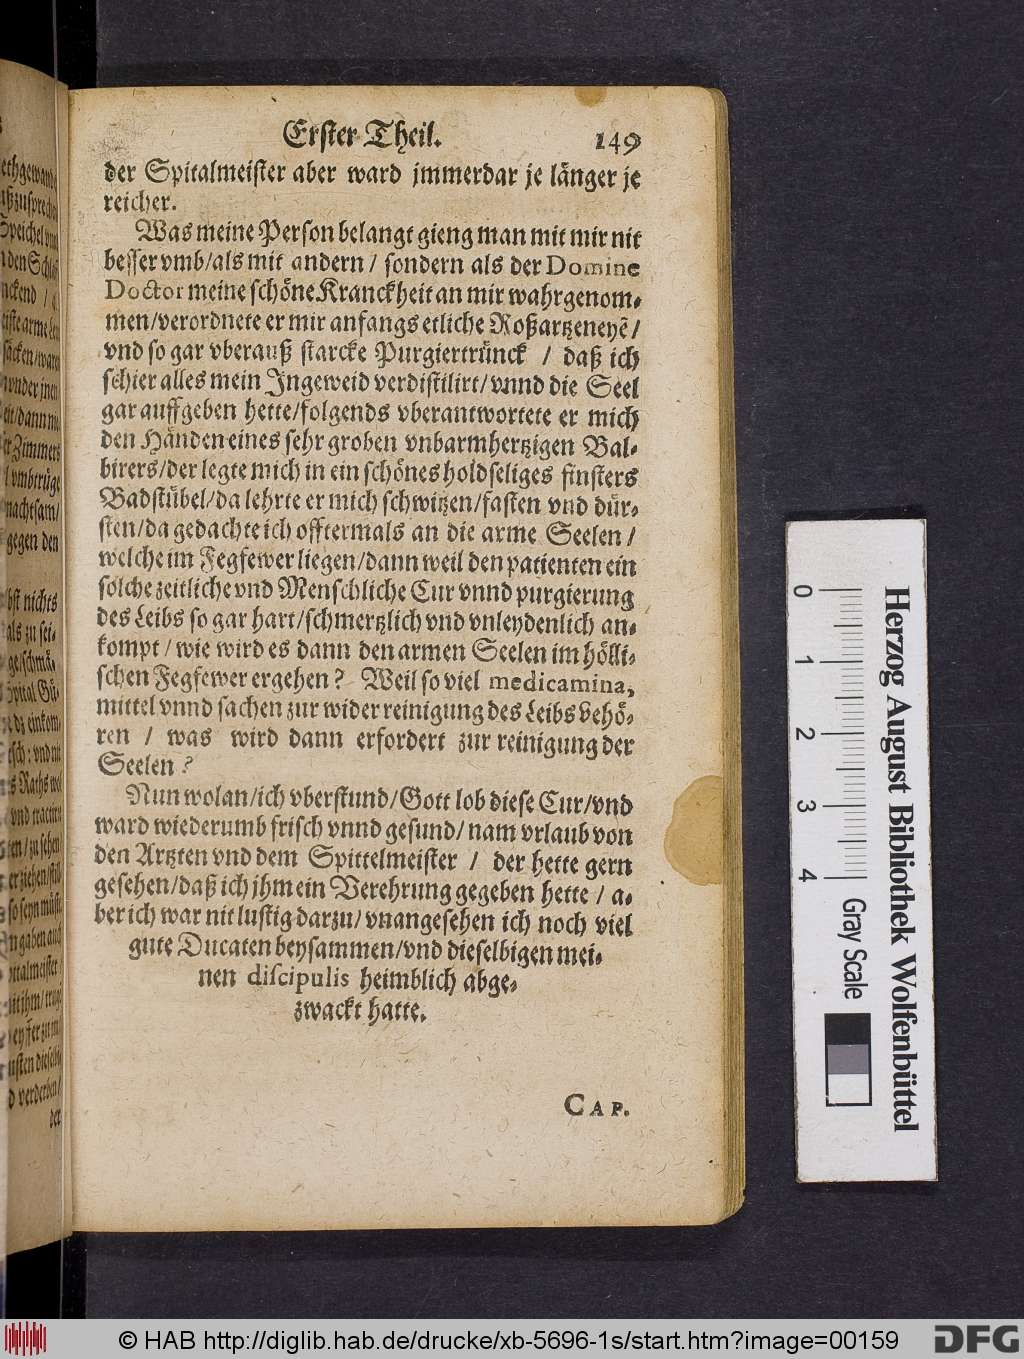 Erster Theil. 149
der Spitalmeister aber ward jmmerdar je länger je
reicher.
Was meine Person belangt gieng man mit mir nit
besser vmb/als mit andern / sondern als der Domine
Doctor meine schöne Kranckheit an mir wahrgenom-
men/verordnete er mir anfangs etliche Roßartzeneyẽ /
vnd so gar vberauß starcke Purgiertrünck / daß ich
schier alles mein Ingeweid verdistilirt/vnnd die Seel
gar auffgeben hette/folgends vberantwortete er mich
den Händen eines sehr groben vnbarmhertzigen Bal-
birers/der legte mich in ein schönes holdseliges finsters
Badstübel/da lehrte er mich schwitzen/fasten vnd dür-
sten/da gedachte ich offtermals an die arme Seelen /
welche im Fegfewer liegen/dann weil den patienten ein
solche zeitliche vnd Menschliche Cur vnnd purgierung
des Leibs so gar hart/schmertzlich vnd vnleydenlich an-
kompt / wie wird es dann den armen Seelen im hölli-
schen Fegfewer ergehen? Weil so viel medicamina,
mittel vnnd sachen zur wider reinigung des Leibs behö-
ren / was wird dann erfordert zur reinigung der
Seelen?
Nun wolan/ich vberstund/Gott lob diese Cur/vnd
ward wiederumb frisch vnnd gesund/nam vrlaub von
den Artzten vnd dem Spittelmeister / der hette gern
gesehen/daß ich jhm ein Verehrung gegeben hette / a-
ber ich war nit lustig darzu/vnangesehen ich noch viel
gute Ducaten beysammen/vnd dieselbigen mei-
nen discipulis heimblich abge-
zwackt hatte.
CAP.
0 1 2 3 4
Gray Scale
Herzog August Bibliothek Wolfenbüttel
© HAB http://diglib.hab.de/drucke/xb-5696-1s/start.htm?image=00159
DFG